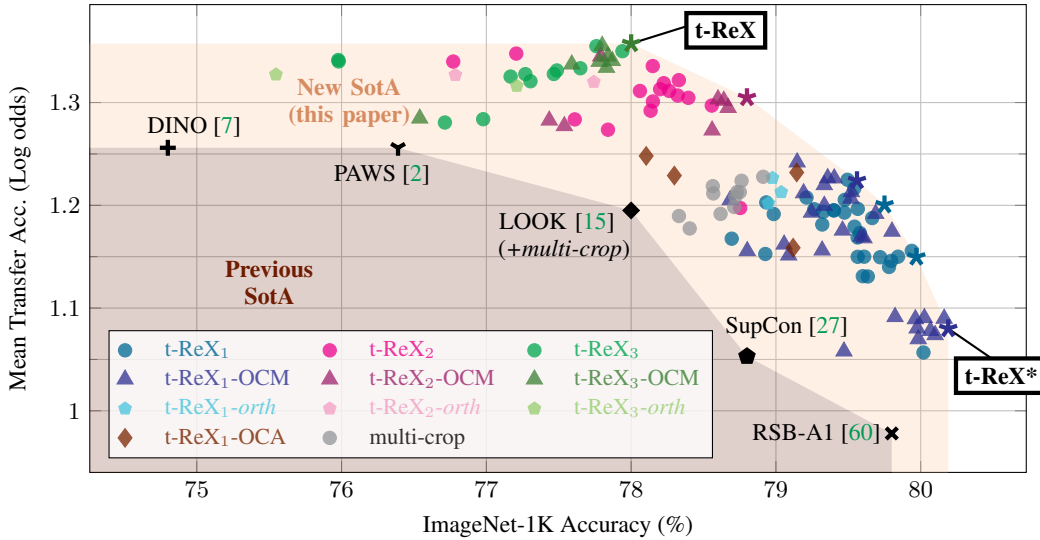 t-ReX
New SotA
(this paper)
DINO [7]
PAWS [2]
LOOK [15]
(+multi-crop)
Previous
SotA
SupCon [27]
t-ReX*
RSB-A1 [60]
t-ReX₁
t-ReX₂
t-ReX₃
t-ReX₁-OCM
t-ReX₂-OCM
t-ReX₃-OCM
t-ReX₁-orth
t-ReX₂-orth
t-ReX₃-orth
t-ReX₁-OCA
multi-crop
Mean Transfer Acc. (Log odds)
1.3
1.2
1.1
1
75
76
77
78
79
80
ImageNet-1K Accuracy (%)